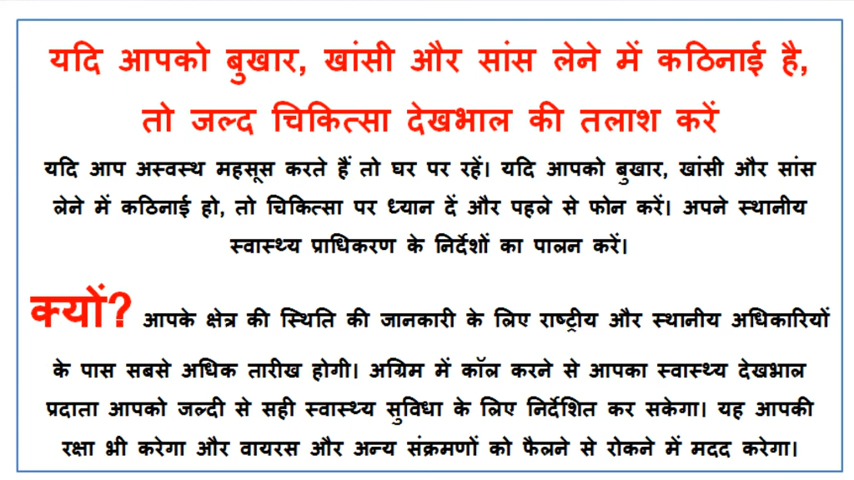 यदि आपको बुखार, खांसी और सांस लेने में कठिनाई है,
तो जल्द चिकित्सा देखभाल की तलाश करें
यदि आप अस्वस्थ महसूस करते हैं तो घर पर रहें। यदि आपको बुखार, खांसी और सांस
लेने में कठिनाई हो, तो चिकित्सा पर ध्यान दें और पहले से फोन करें। अपने स्थानीय
स्वास्थ्य प्राधिकरण के निर्देशों का पालन करें।
क्यों? आपके क्षेत्र की स्थिति की जानकारी के लिए राष्ट्रीय और स्थानीय अधिकारियों
के पास सबसे अधिक तारीख होगी। अग्रिम में कॉल करने से आपका स्वास्थ्य देखभाल
प्रदाता आपको जल्दी से सही स्वास्थ्य सुविधा के लिए निर्देशित कर सकेगा। यह आपकी
रक्षा भी करेगा और वायरस और अन्य संक्रमणों को फैलने से रोकने में मदद करेगा।